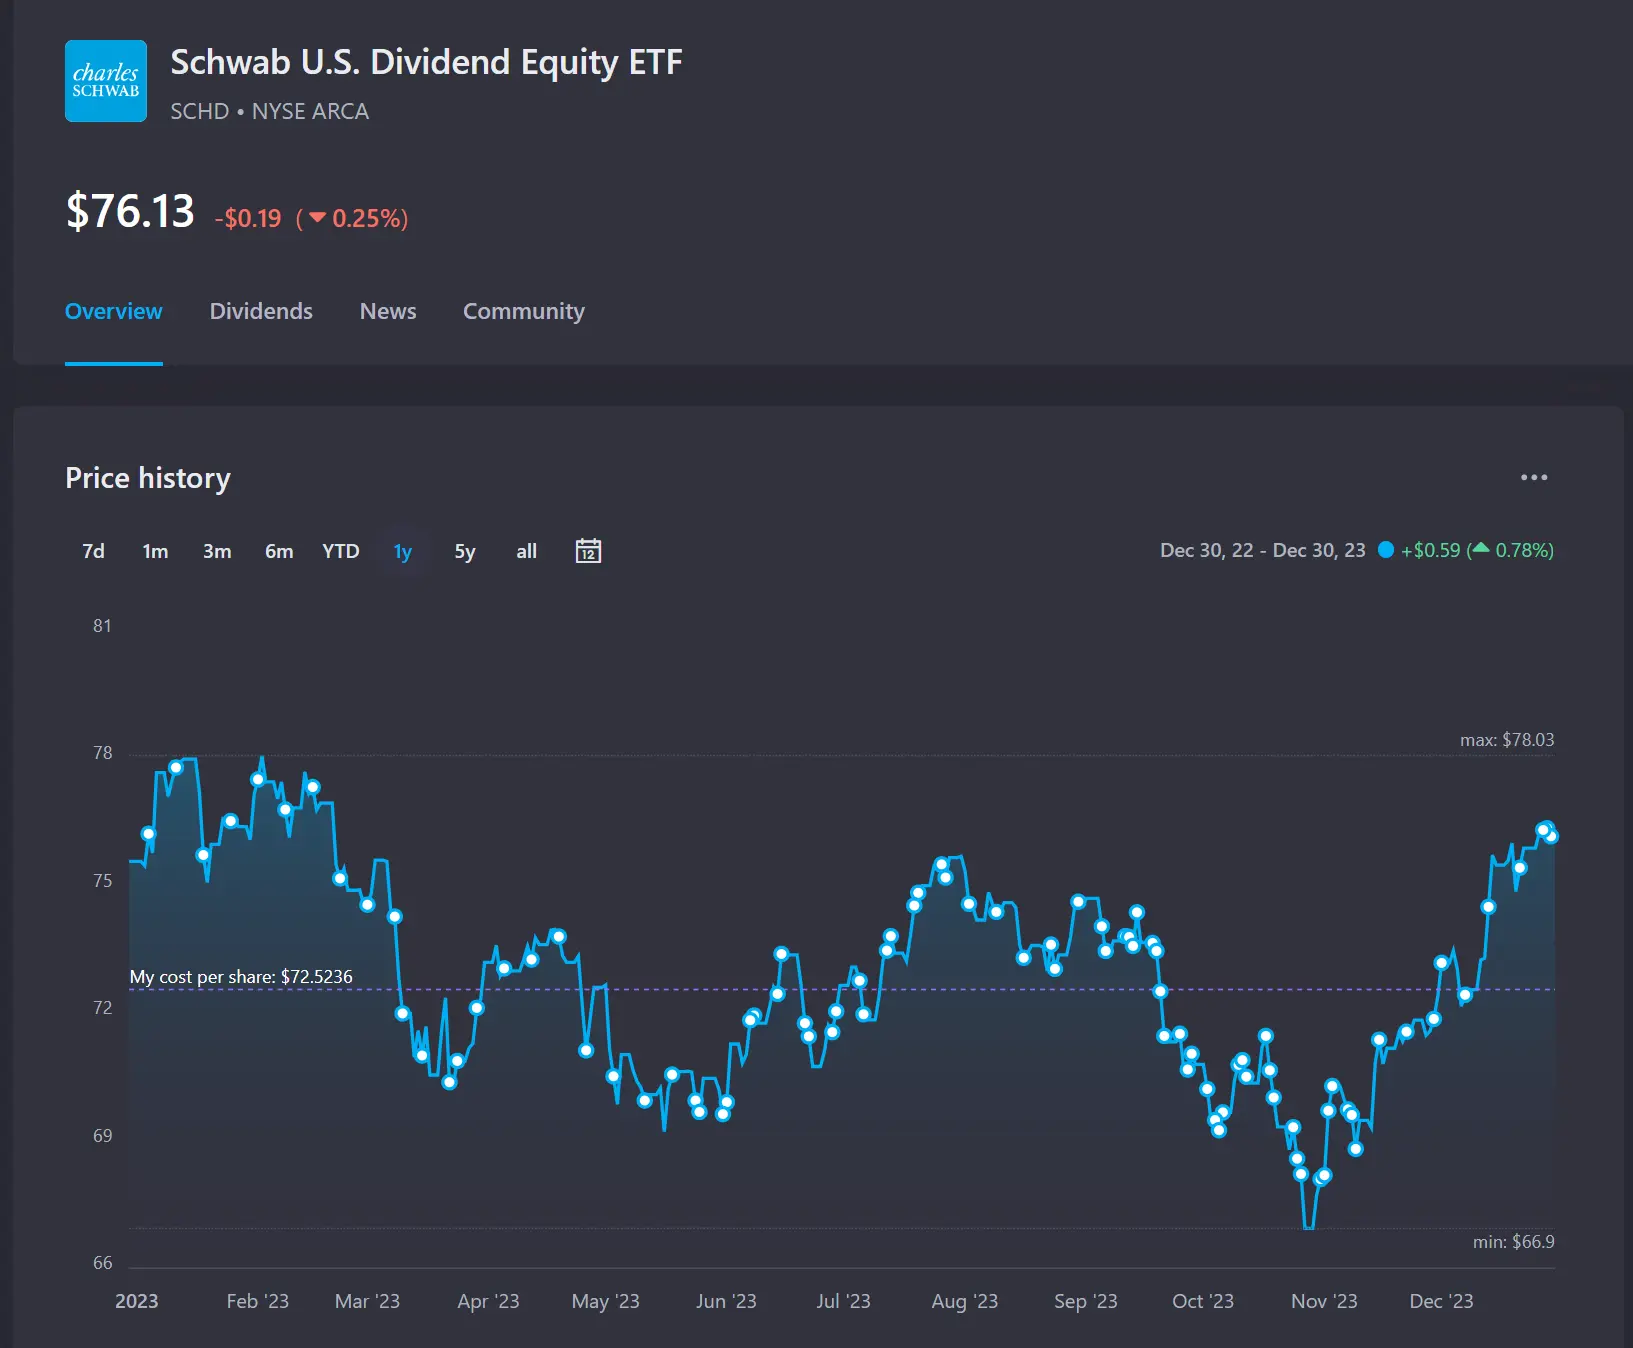 charles
SCHWAB
Schwab U.S. Dividend Equity ETF
SCHD • NYSE ARCA
$76.13 -$0.19 (▼ 0.25%)
Overview Dividends News Community
Price history
7d 1m 3m 6m YTD 1y 5y all 12
Dec 30, 22 - Dec 30, 23 +$0.59 (▲ 0.78%)
81
max: $78.03
78
75
My cost per share: $72.5236
72
69
min: $66.9
66
2023 Feb '23 Mar '23 Apr '23 May '23 Jun '23 Jul '23 Aug '23 Sep '23 Oct '23 Nov '23 Dec '23